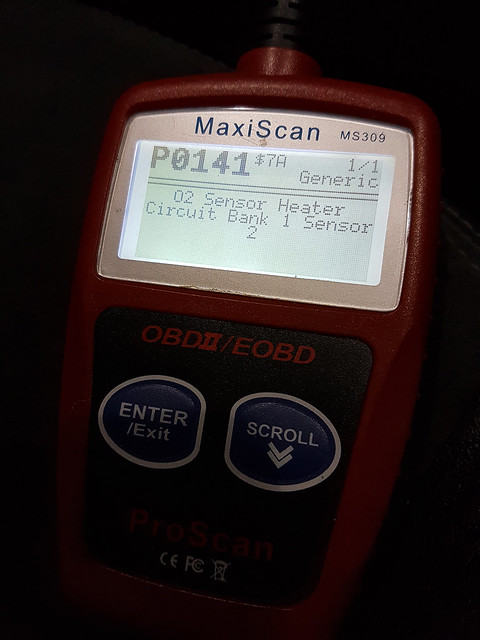 MaxiScan MS309
P0141 $7A 1/1
Generic
O2 Sensor Heater
Circuit Bank 1 Sensor
2
OBDII/EOBD
ENTER
/Exit
SCROLL
ProScan
CE FC